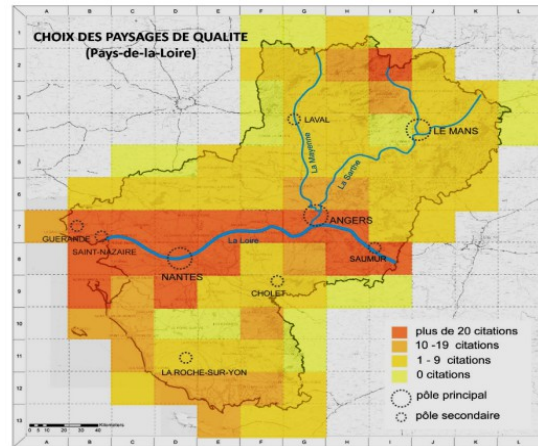 A B C D E F G H I J K L
CHOIX DES PAYSAGES DE QUALITE
(Pays-de-la-Loire)
1
2
3
4
5
6
7
8
9
10
11
12
13
LAVAL
La Mayenne
LE MANS
La Sarthe
ANGERS
GUERANDE
SAINT-NAZAIRE
La Loire
NANTES
SAUMUR
CHOLET
LA ROCHE-SUR-YON
plus de 20 citations
10 -19 citations
1 - 9 citations
0 citations
pôle principal
pôle secondaire